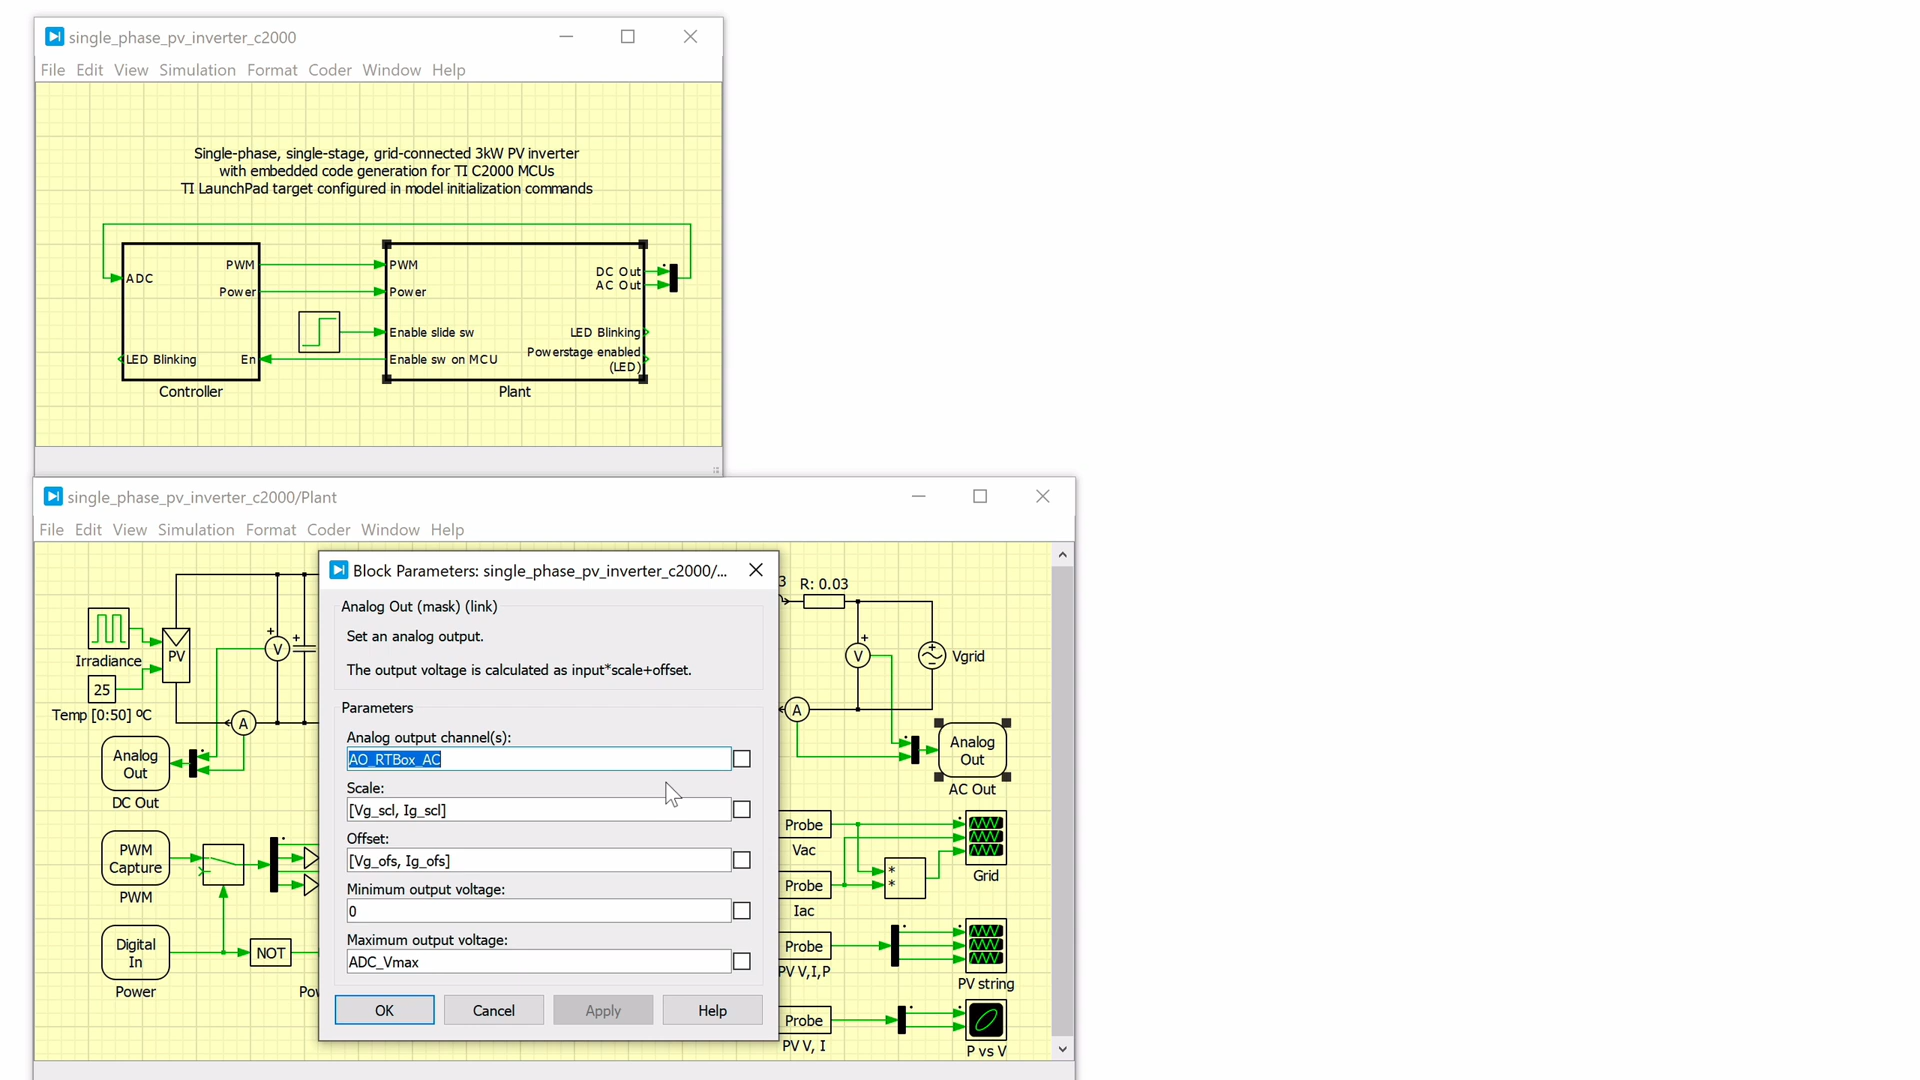 single_phase_pv_inverter_c2000
File Edit View Simulation Format Coder Window Help
Single-phase, single-stage, grid-connected 3kW PV inverter
with embedded code generation for TI C2000 MCUs
TI LaunchPad target configured in model initialization commands
ADC
PWM
Power
LED Blinking
En
Controller
PWM
Power
Enable slide sw
Enable sw on MCU
DC Out
AC Out
LED Blinking
Powerstage enabled
(LED)
Plant
single_phase_pv_inverter_c2000/Plant
File Edit View Simulation Format Coder Window Help
Irradiance
PV
25
Temp [0:50] ºC
V
A
Analog
Out
DC Out
PWM
Capture
PWM
Digital
In
Power
NOT
Pow
Block Parameters: single_phase_pv_inverter_c2000/...
Analog Out (mask) (link)
Set an analog output.
The output voltage is calculated as input*scale+offset.
Parameters
Analog output channel(s):
AO_RTBox_AC
Scale:
[Vg_scl, Ig_scl]
Offset:
[Vg_ofs, Ig_ofs]
Minimum output voltage:
0
Maximum output voltage:
ADC_Vmax
OK
Cancel
Apply
Help
3
R: 0.03
V
Vgrid
A
Analog
Out
AC Out
Probe
Vac
Probe
Iac
Grid
Probe
PV V,I,P
PV string
Probe
PV V, I
P vs V